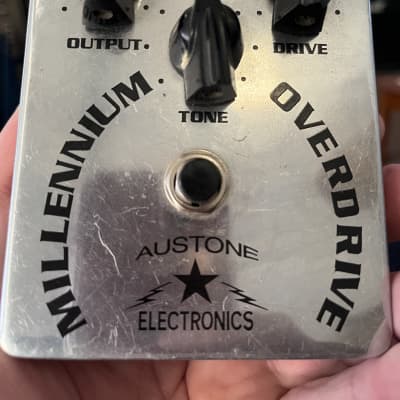 OUTPUT
DRIVE
TONE
MILLENNIUM
OVERDRIVE
AUSTONE
ELECTRONICS